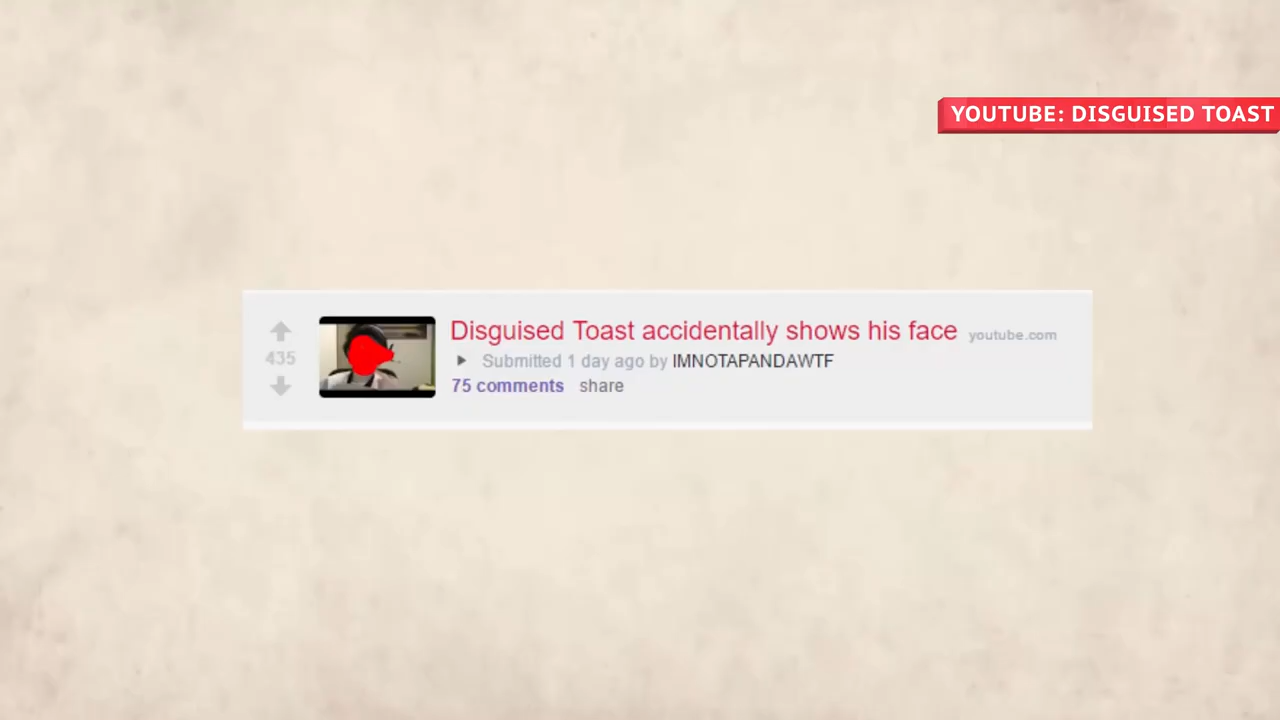 YOUTUBE: DISGUISED TOAST
435
Disguised Toast accidentally shows his face youtube.com
Submitted 1 day ago by IMNOTAPANDAWTF
75 comments share